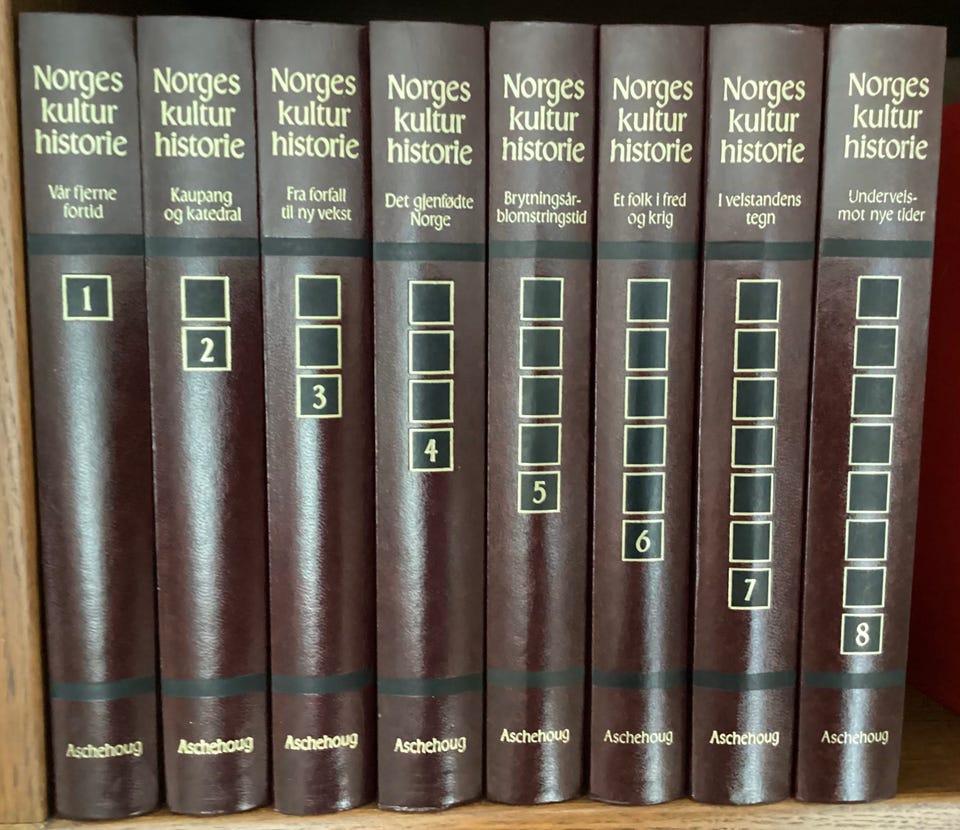 Norges
kultur
historie
Vår fjerne
fortid
1
Aschehoug
Norges
kultur
historie
Kaupang
og katedral
2
Aschehoug
Norges
kultur
historie
Fra forfall
til ny vekst
3
Aschehoug
Norges
kultur
historie
Det gjenfødte
Norge
4
Aschehoug
Norges
kultur
historie
Brytningsår-
blomstringstid
5
Aschehoug
Norges
kultur
historie
Et folk i fred
og krig
6
Aschehoug
Norges
kultur
historie
I velstandens
tegn
7
Aschehoug
Norges
kultur
historie
Underveis-
mot nye tider
8
Aschehoug